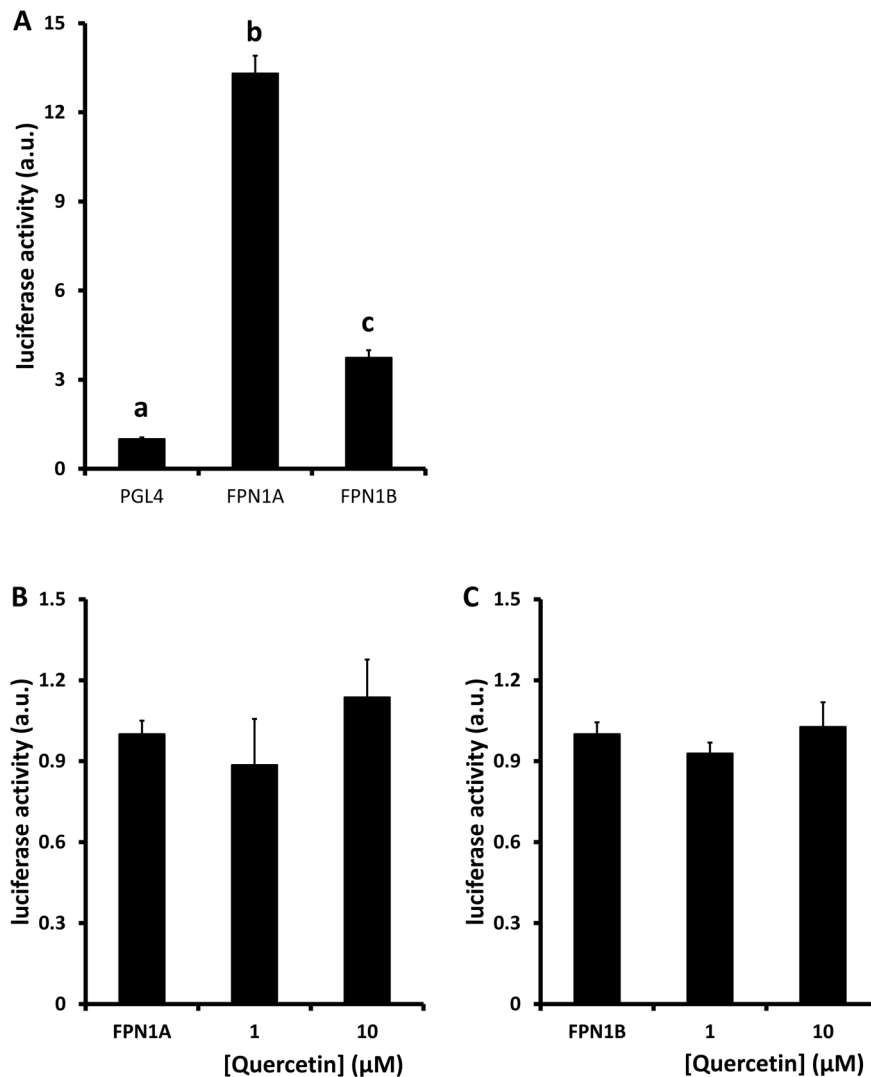 A
luciferase activity (a.u.)
15
12
9
6
3
0
a
b
c
PGL4 FPN1A FPN1B
B
luciferase activity (a.u.)
1.5
1.2
0.9
0.6
0.3
0
FPN1A 1 10
[Quercetin] (µM)
C
luciferase activity (a.u.)
1.5
1.2
0.9
0.6
0.3
0
FPN1B 1 10
[Quercetin] (µM)